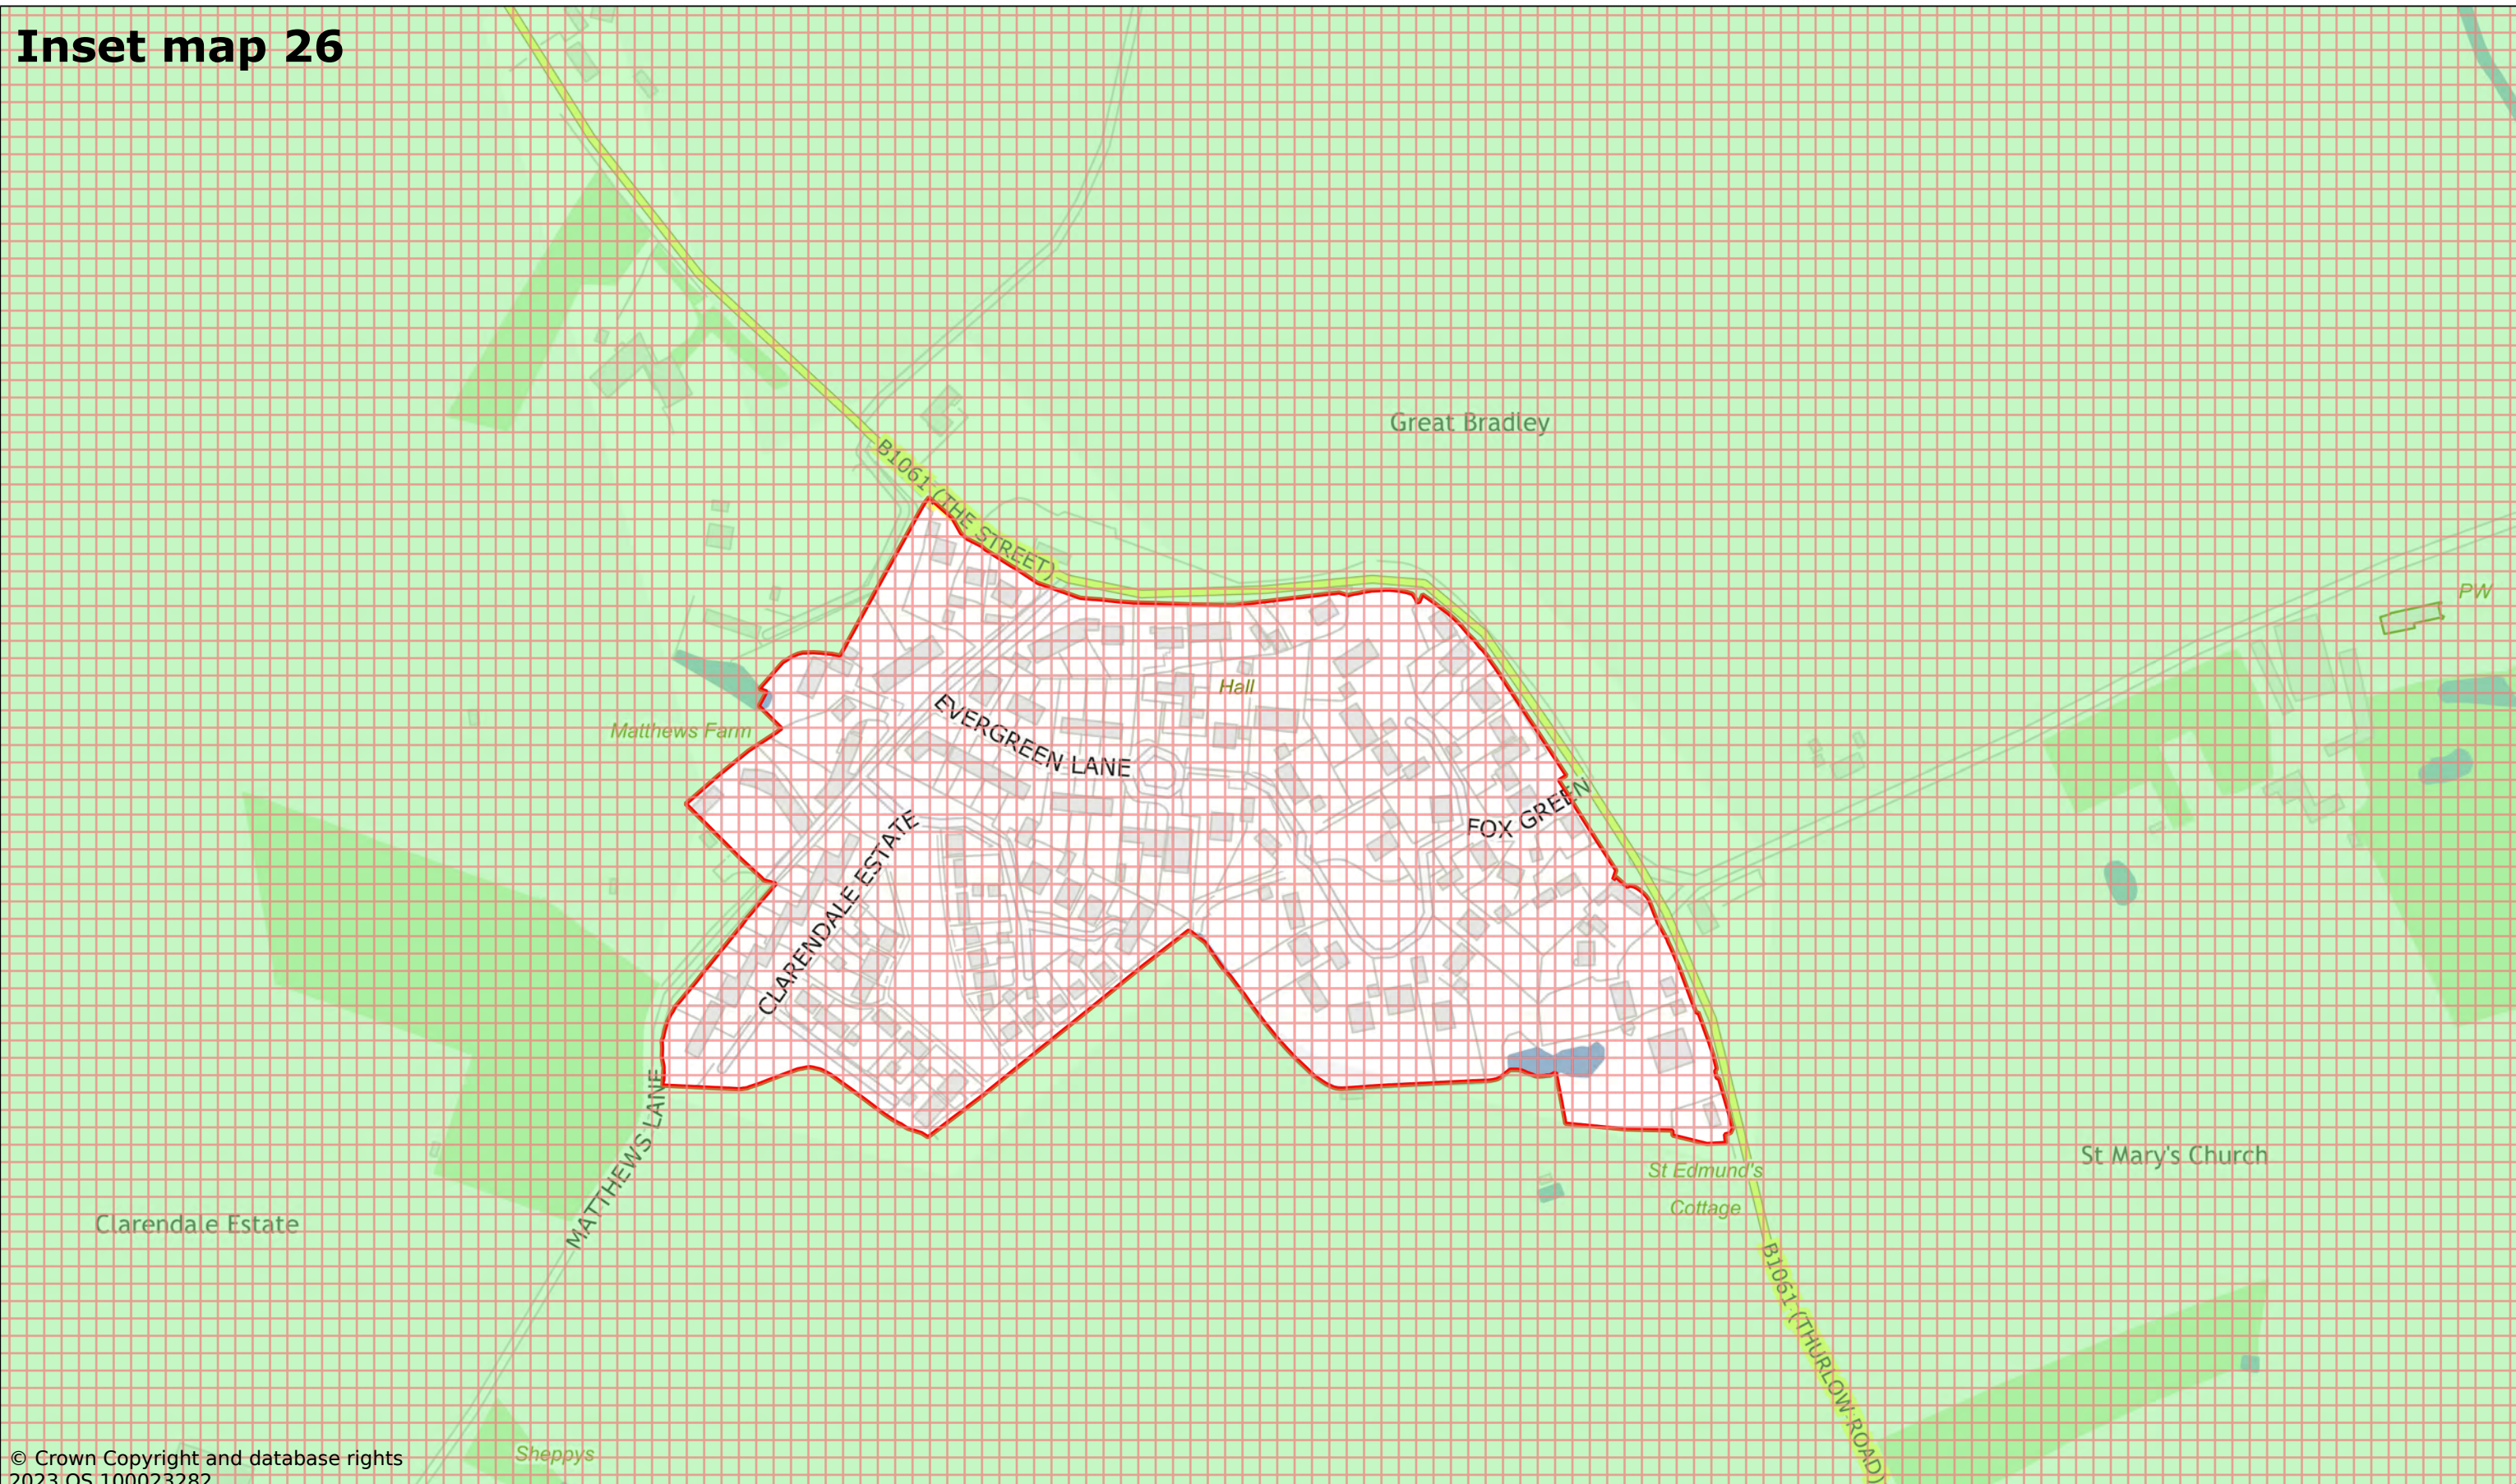 Inset map 26
Great Bradley
B1061 (THE STREET)
PW
Hall
Matthews Farm
EVERGREEN LANE
FOX GREEN
CLARENDALE ESTATE
MATTHEWS LANE
St Mary's Church
St Edmund's
Cottage
Clarendale Estate
B1061 (THURLOW ROAD)
Sheppys
© Crown Copyright and database rights
2023 OS 100023282